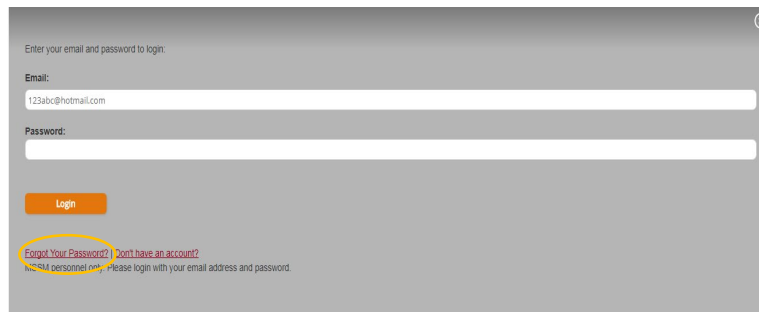 Enter your email and password to login:
Email:
123abc@hotmail.com
Password:
Login
Forgot Your Password? | Don't have an account?
personnel only. Please login with your email address and password.